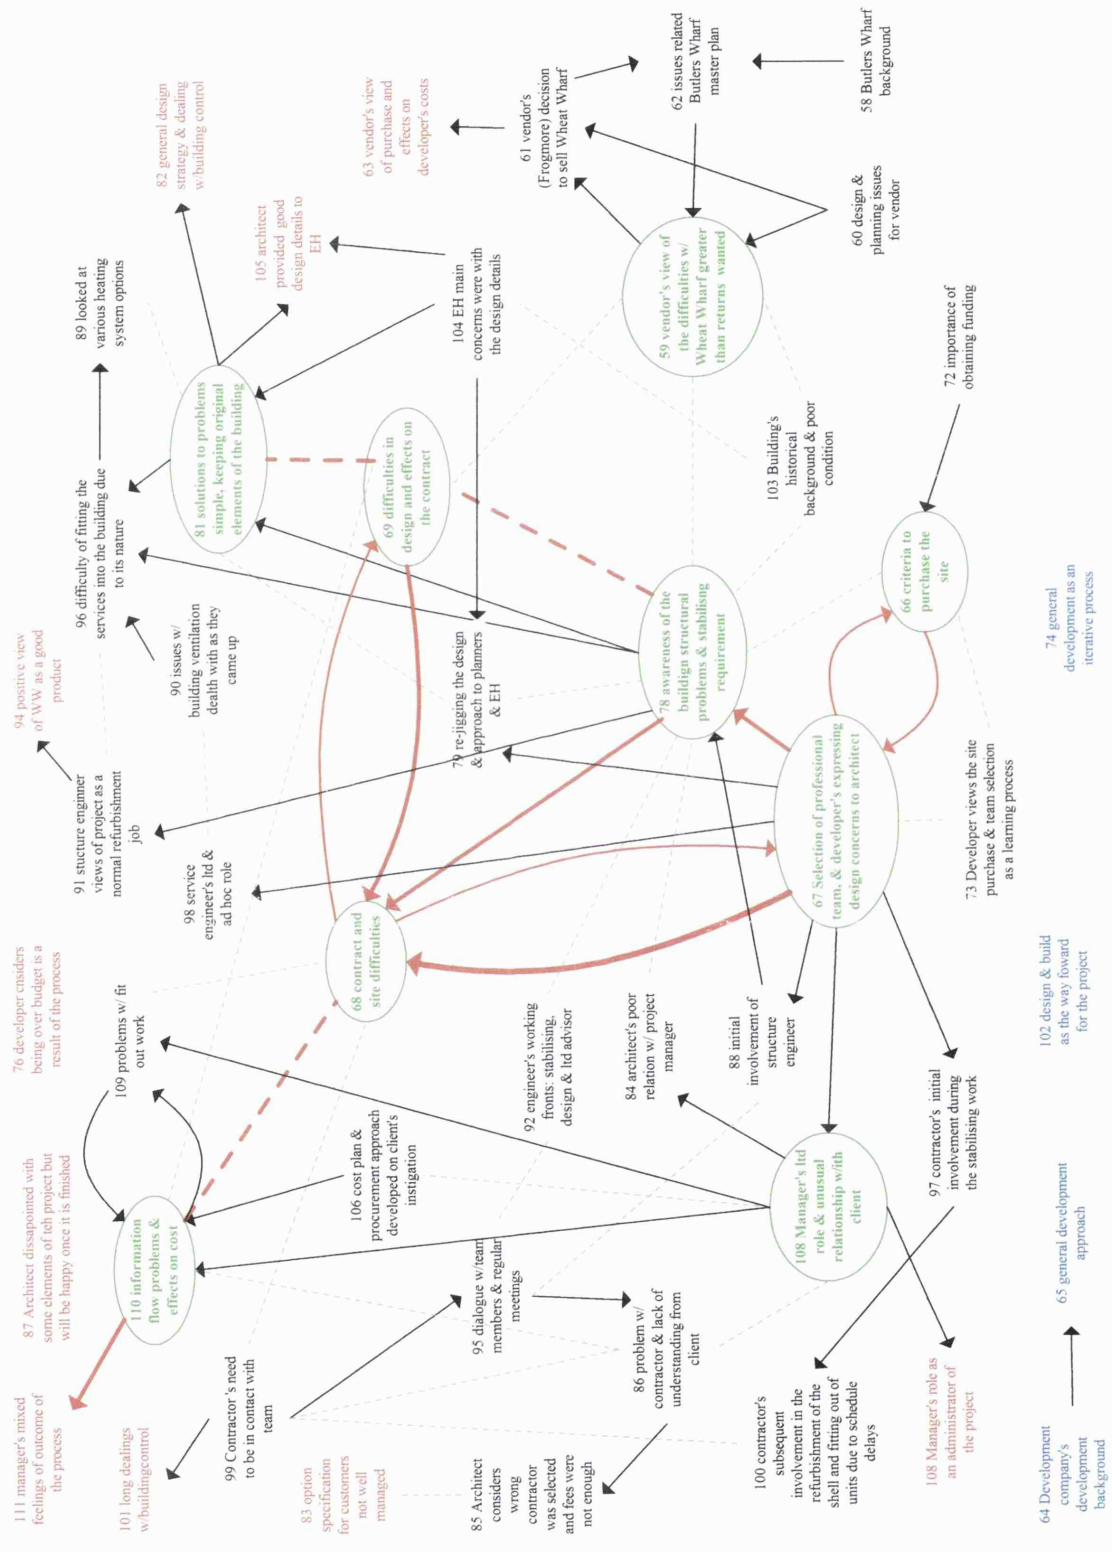 111 manager's mixed
feelings of outcome of
the process
87 Architect dissapointed with
some elements of teh project but
will be happy once it is finished
76 developer cnsiders
being over budget is a
result of the process
94 positive view
of WW as a good
product
91 stucture enginner
views of project as a
normal refurbishment
job
96 difficulty of fitting the
services into the building due
to its nature
89 looked at
various heating
system options
82 general design
strategy & dealing
w/building control
101 long dealings
w/buildingcontrol
110 information
flow problems &
effects on cost
109 problems w/ fit
out work
98 service
engineer's ltd &
ad hoc role
90 issues w/
building ventilation
dealth with as they
came up
81 solutions to problems
simple, keeping original
elements of the building
105 architect
provided good
design details to
EH
99 Contractor 's need
to be in contact with
team
83 option
specification
for customers
not well
managed
106 cost plan &
procurement approach
developed on client's
instigation
68 contract and
site difficulties
69 difficulties in
design and effects on
the contract
63 vendor's view
of purchase and
effects on
developer's costs
85 Architect
considers
wrong
contractor
was selected
and fees were
not enough
95 dialogue w/team
members & regular
meetings
92 engineer's working
fronts: stabilising,
design & ltd advisor
79 re-jigging the design
& approach to planners
& EH
104 EH main
concerns were with
the design details
61 vendor's
(Frogmore) decision
to sell Wheat Wharf
86 problem w/
contractor & lack of
understanding from
client
84 architect's poor
relation w/ project
manager
78 awareness of the
buildign structural
problems & stabilisng
requirement
59 vendor's view of
the difficulties w/
Wheat Wharf greater
than returns wanted
62 issues related
Butlers Wharf
master plan
88 initial
involvement of
structure
engineer
100 contractor's
subsequent
involvement in the
refurbishment of the
shell and fitting out of
units due to schedule
delays
108 Manager's ltd
role & unusual
relationship w/ith
client
67 Selection of professional
team, & developer's expressing
design concerns to architect
103 Building's
historical
background & poor
condition
60 design &
planning issues
for vendor
58 Butlers Wharf
background
108 Manager's role as
an administrator of
the project
97 contractor's initial
involvement during
the stabilising work
66 criteria to
purchase the
site
72 importance of
obtaining funding
73 Developer views the site
purchase & team selection
as a learning process
64 Development
company's
development
background
65 general development
approach
102 design & build
as the way foward
for the project
74 general
development as an
iterative process